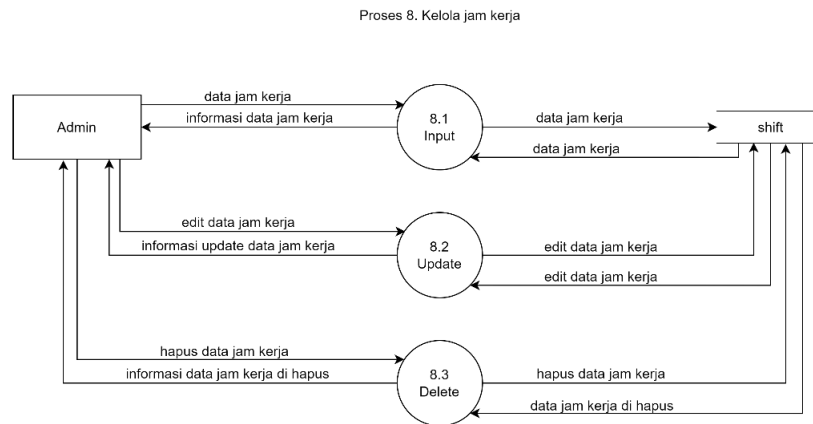 Proses 8. Kelola jam kerja
data jam kerja
informasi data jam kerja
Admin
8.1
Input
data jam kerja
data jam kerja
shift
edit data jam kerja
informasi update data jam kerja
8.2
Update
edit data jam kerja
edit data jam kerja
hapus data jam kerja
informasi data jam kerja di hapus
8.3
Delete
hapus data jam kerja
data jam kerja di hapus